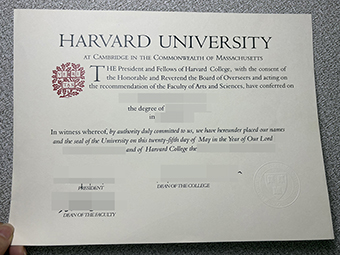 HARVARD UNIVERSITY
AT CAMBRIDGE IN THE COMMONWEALTH OF MASSACHUSETTS
THE President and Fellows of Harvard College, with the consent of
the Honorable and Reverend the Board of Overseers and acting on
the recommendation of the Faculty of Arts and Sciences, have conferred on
the degree of
in
In witness whereof, by authority duly committed to us, we have hereunder placed our names
and the seal of the University on this twenty-fifth day of May in the Year of Our Lord
and of Harvard College the
PRESIDENT
DEAN OF THE COLLEGE
DEAN OF THE FACULTY